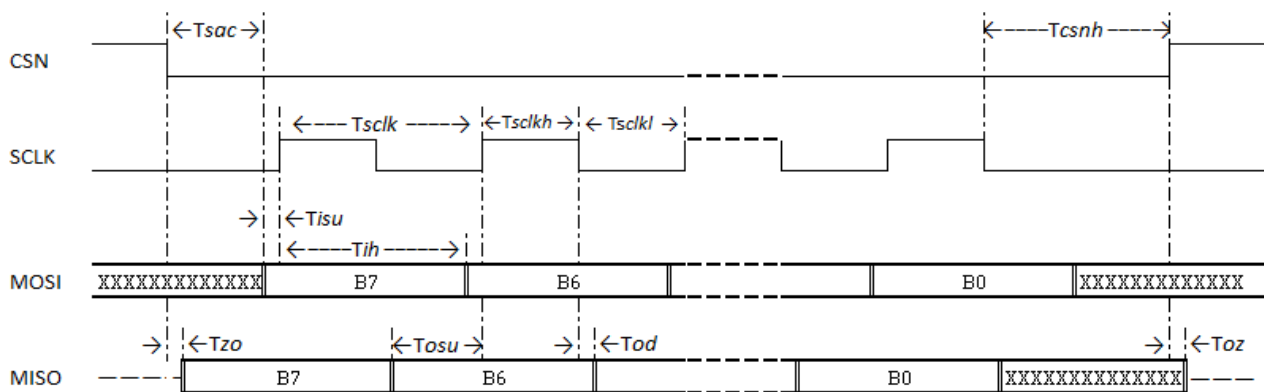 ←Tsac→ ←----Tcsnh----→
CSN
←----Tsclk----→ ←Tsclkh→ ←Tsclkl→
SCLK
→ ←Tisu
←----Tih-----→
MOSI XXXXXXXXXXXXX B7 B6 B0 XXXXXXXXXXXXX
→ ←Tzo ←Tosu→ → ←Tod → ←Toz
MISO B7 B6 B0 XXXXXXXXXXXXXX